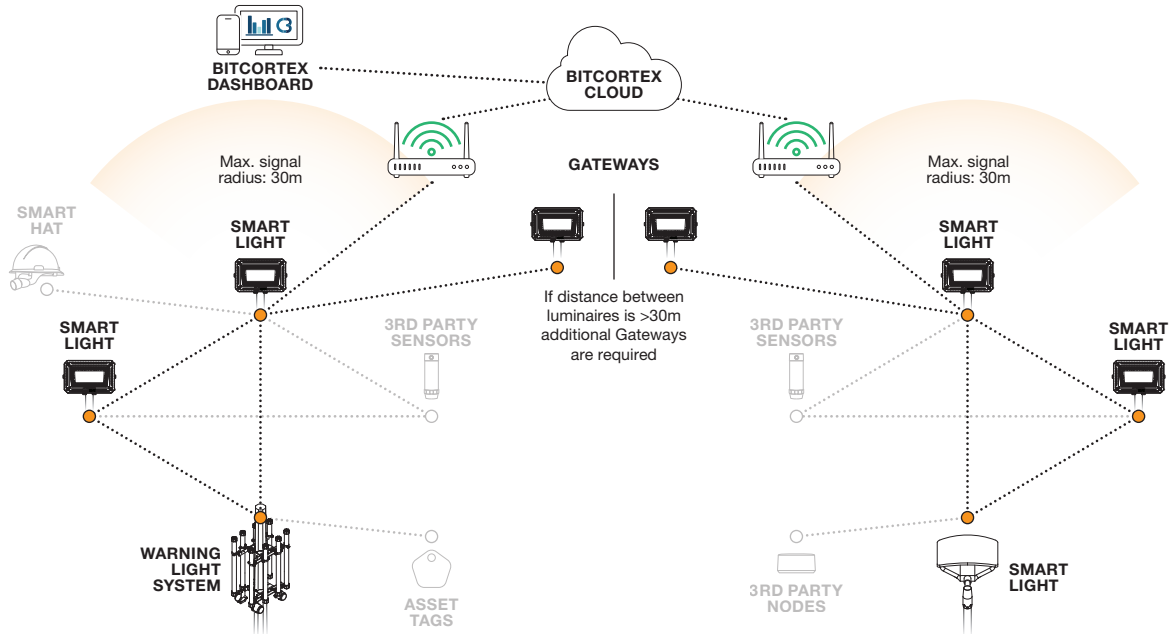 BITCORTEX
DASHBOARD
BITCORTEX
CLOUD
Max. signal
radius: 30m
GATEWAYS
Max. signal
radius: 30m
SMART
HAT
SMART
LIGHT
SMART
LIGHT
If distance between
luminaires is >30m
additional Gateways
are required
SMART
LIGHT
3RD PARTY
SENSORS
3RD PARTY
SENSORS
SMART
LIGHT
WARNING
LIGHT
SYSTEM
ASSET
TAGS
3RD PARTY
NODES
SMART
LIGHT